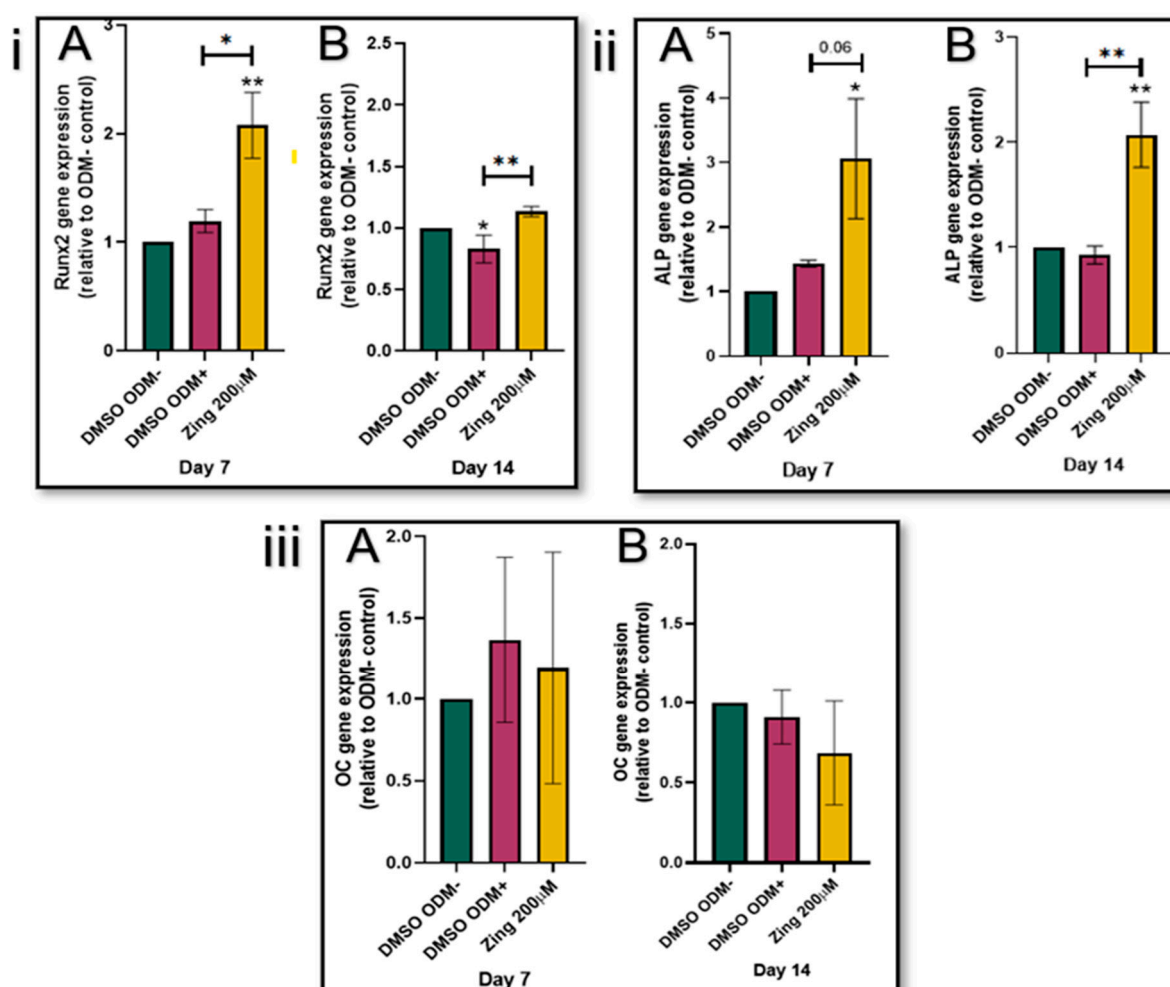 i
A
*
**
3
2
1
0
Runx2 gene expression
(relative to ODM- control)
DMSO ODM-
DMSO ODM+
Zing 200μM
Day 7
B
**
*
2.5
2.0
1.5
1.0
0.5
0.0
Runx2 gene expression
(relative to ODM- control)
DMSO ODM-
DMSO ODM+
Zing 200μM
Day 14
ii
A
0.06
*
5
4
3
2
1
0
ALP gene expression
(relative to ODM- control)
DMSO ODM-
DMSO ODM+
Zing 200μM
Day 7
B
**
**
3
2
1
0
ALP gene expression
(relative to ODM- control)
DMSO ODM-
DMSO ODM+
Zing 200μM
Day 14
iii
A
2.0
1.5
1.0
0.5
0.0
OC gene expression
(relative to ODM- control)
DMSO ODM-
DMSO ODM+
Zing 200μM
Day 7
B
2.0
1.5
1.0
0.5
0.0
OC gene expression
(relative to ODM- control)
DMSO ODM-
DMSO ODM+
Zing 200μM
Day 14